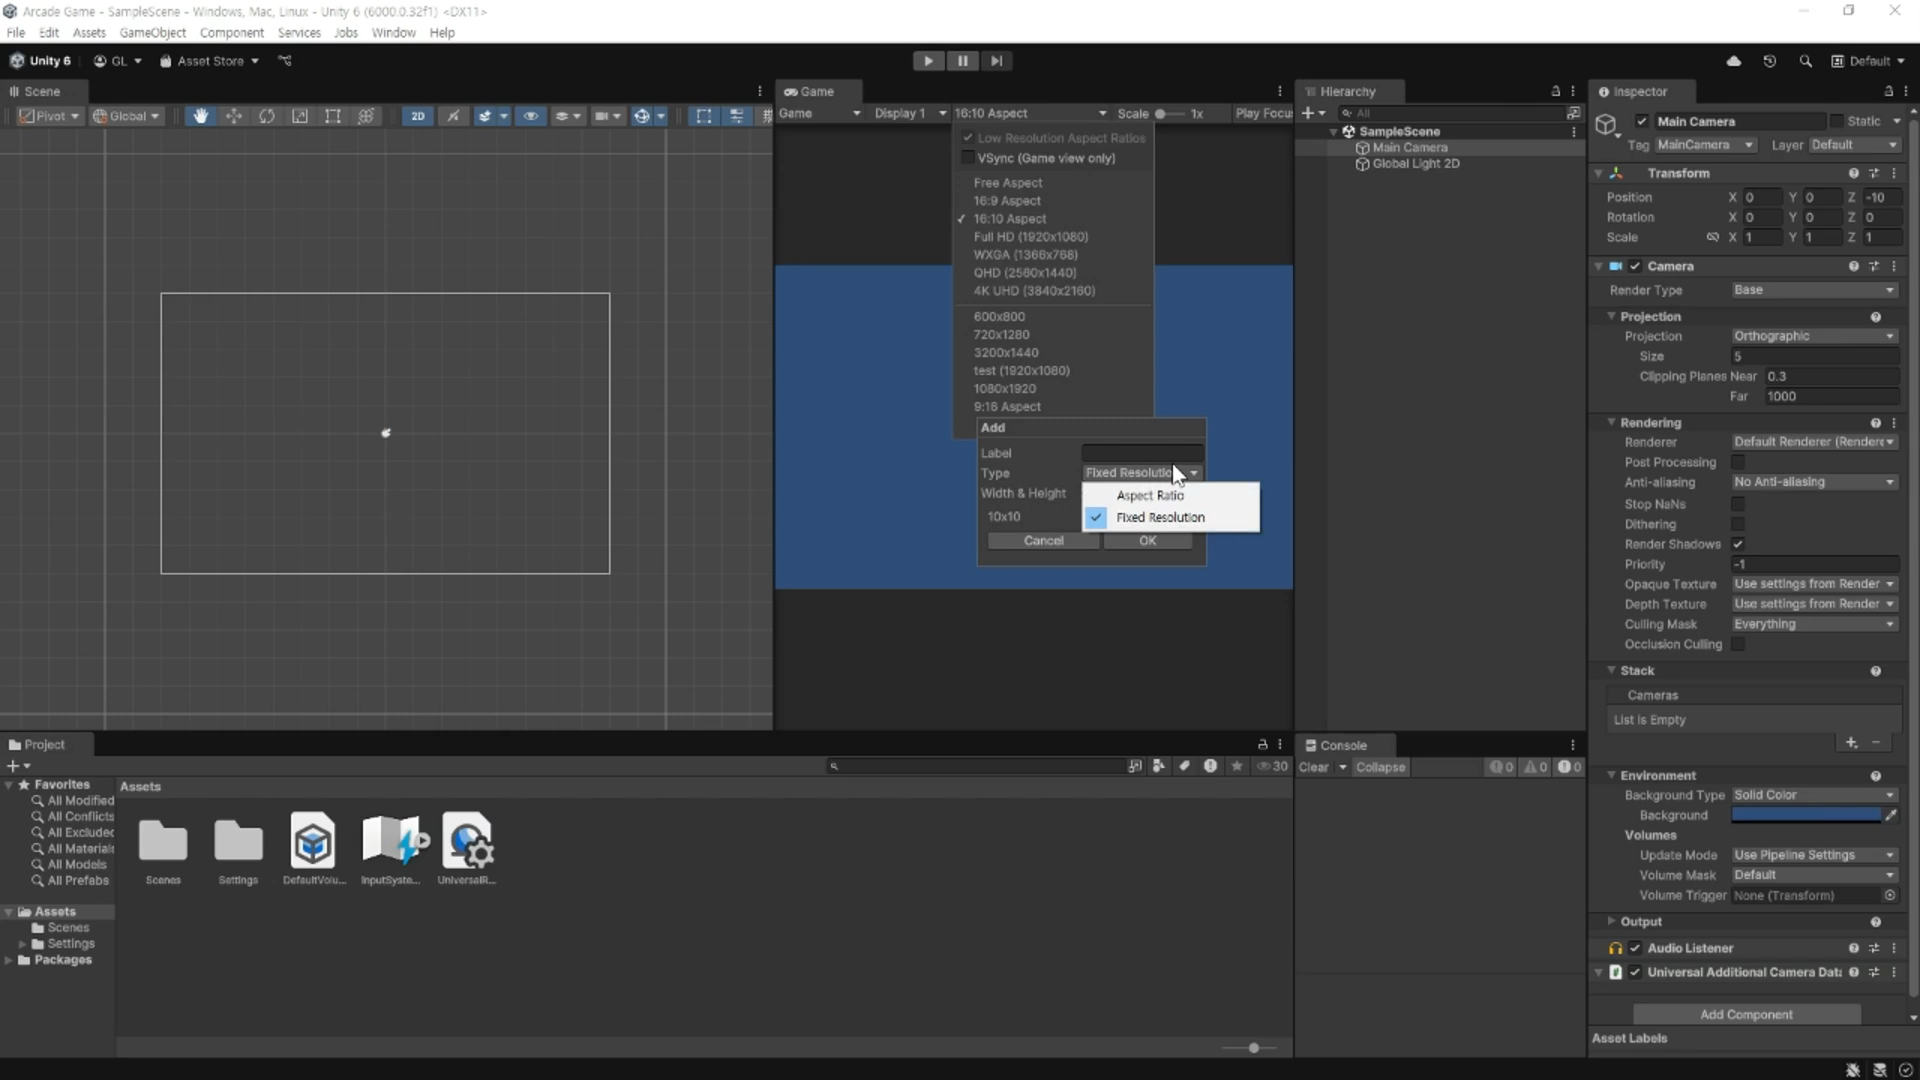 Arcade Game - SampleScene - Windows, Mac, Linux - Unity 6 (6000.0.32f1) <DX11>
File Edit Assets GameObject Component Services Jobs Window Help
Unity 6 GL Asset Store Default
Scene
Pivot Global 2D
Game
Game Display 1 16:10 Aspect Scale 1x Play Focu
Low Resolution Aspect Ratios
VSync (Game view only)
Free Aspect
16:9 Aspect
16:10 Aspect
Full HD (1920x1080)
WXGA (1366x768)
QHD (2560x1440)
4K UHD (3840x2160)
600x800
720x1280
3200x1440
test (1920x1080)
1080x1920
9:16 Aspect
Add
Label
Type Fixed Resolutio
Width & Height
Aspect Ratio
Fixed Resolution
10x10
Cancel OK
Hierarchy
All
SampleScene
Main Camera
Global Light 2D
Inspector
Main Camera Static
Tag MainCamera Layer Default
Transform
Position X 0 Y 0 Z -10
Rotation X 0 Y 0 Z 0
Scale X 1 Y 1 Z 1
Camera
Render Type Base
Projection
Projection Orthographic
Size 5
Clipping Planes Near 0.3
Far 1000
Rendering
Renderer Default Renderer (Rendere
Post Processing
Anti-aliasing No Anti-aliasing
Stop NaNs
Dithering
Render Shadows
Priority -1
Opaque Texture Use settings from Render
Depth Texture Use settings from Render
Culling Mask Everything
Occlusion Culling
Stack
Cameras
List is Empty
Environment
Background Type Solid Color
Background
Volumes
Update Mode Use Pipeline Settings
Volume Mask Default
Volume Trigger None (Transform)
Output
Audio Listener
Universal Additional Camera Data
Add Component
Asset Labels
Project
30
Favorites
All Modified
All Conflicts
All Excluded
All Materials
All Models
All Prefabs
Assets
Scenes
Settings
Packages
Assets
Scenes Settings DefaultVolu... InputSyste... UniversalR...
Console
Clear Collapse 0 0 0